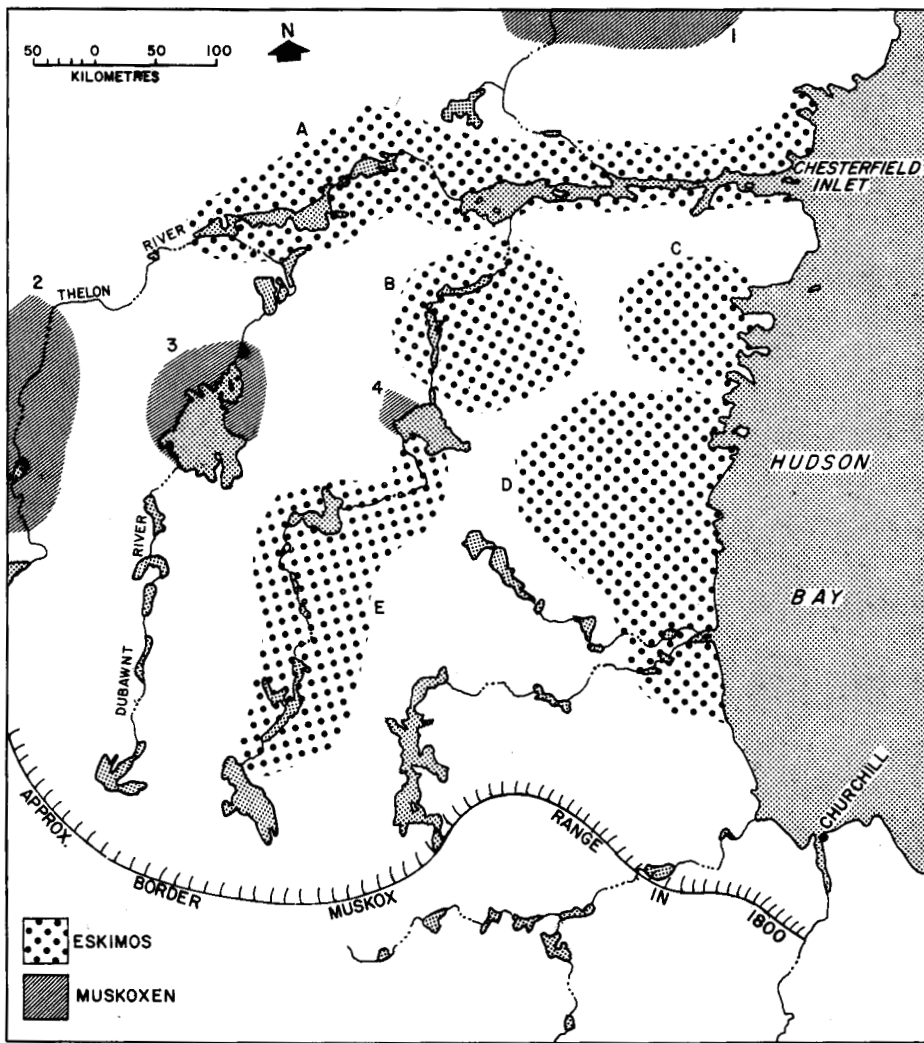 N
50 0 50 100
KILOMETRES
1
A
CHESTERFIELD
INLET
RIVER
THELON
2
B
C
3
4
HUDSON
D
RIVER
BAY
E
DUBAWNT
CHURCHILL
APPROX.
BORDER
MUSKOX
RANGE
IN
1800
ESKIMOS
MUSKOXEN